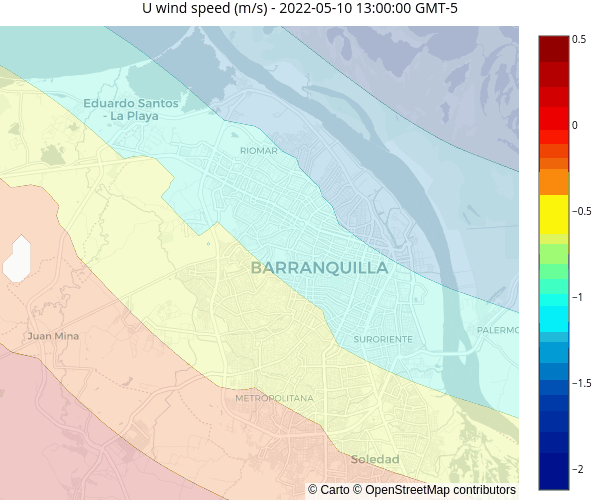 U wind speed (m/s) - 2022-05-10 13:00:00 GMT-5
0.5
Eduardo Santos
- La Playa
0
RIOMAR
−0.5
BARRANQUILLA
−1
PALERMO
Juan Mina
SURORIENTE
−1.5
METROPOLITANA
Soledad
−2
© Carto © OpenStreetMap contributors